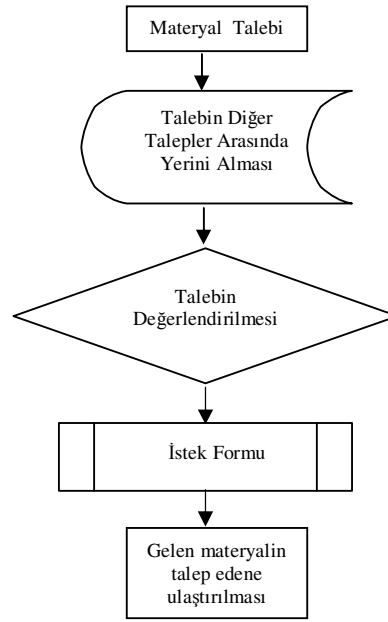 Materyal Talebi
Talebin Diğer
Talepler Arasında
Yerini Alması
Talebin
Değerlendirilmesi
İstek Formu
Gelen materyalin
talep edene
ulaştırılması